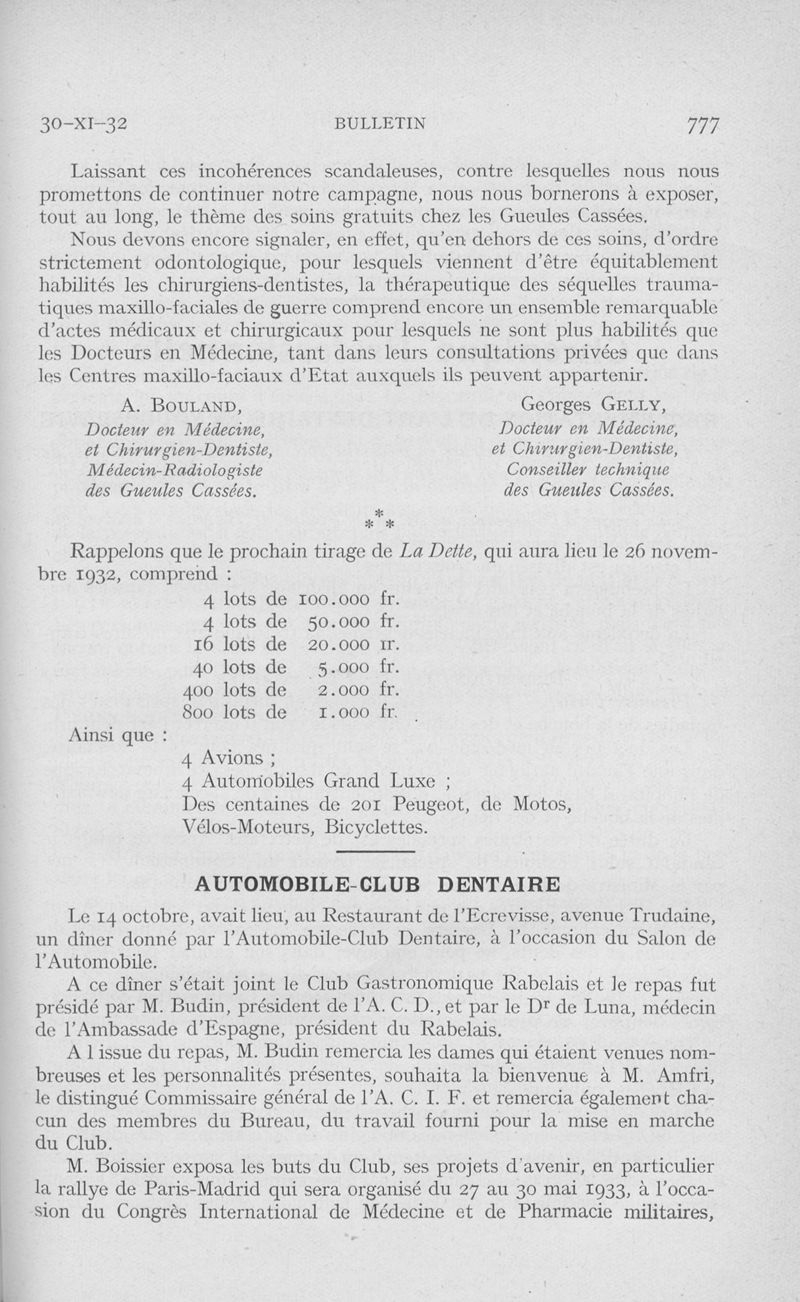 30-XI-32 BULLETIN 777
Laissant ces incohérences scandaleuses, contre lesquelles nous nous
promettons de continuer notre campagne, nous nous bornerons à exposer,
tout au long, le thème des soins gratuits chez les Gueules Cassées.
Nous devons encore signaler, en effet, qu'en dehors de ces soins, d'ordre
strictement odontologique, pour lesquels viennent d'être équitablement
habilités les chirurgiens-dentistes, la thérapeutique des séquelles trauma-
tiques maxillo-faciales de guerre comprend encore un ensemble remarquable
d'actes médicaux et chirurgicaux pour lesquels ne sont plus habilités que
les Docteurs en Médecine, tant dans leurs consultations privées que dans
les Centres maxillo-faciaux d'Etat auxquels ils peuvent appartenir.
A. BOULAND,
Docteur en Médecine,
et Chirurgien-Dentiste,
Médecin-Radiologiste
des Gueules Cassées.
Georges GELLY,
Docteur en Médecine,
et Chirurgien-Dentiste,
Conseiller technique
des Gueules Cassées.
*
* *
Rappelons que le prochain tirage de La Dette, qui aura lieu le 26 novem-
bre 1932, comprend :
4 lots de 100.000 fr.
4 lots de 50.000 fr.
16 lots de 20.000 ir.
40 lots de 5.000 fr.
400 lots de 2.000 fr.
800 lots de 1.000 fr.
Ainsi que :
4 Avions ;
4 Automobiles Grand Luxe ;
Des centaines de 201 Peugeot, de Motos,
Vélos-Moteurs, Bicyclettes.
AUTOMOBILE-CLUB DENTAIRE
Le 14 octobre, avait lieu, au Restaurant de l'Ecrevisse, avenue Trudaine,
un dîner donné par l'Automobile-Club Dentaire, à l'occasion du Salon de
l'Automobile.
A ce dîner s'était joint le Club Gastronomique Rabelais et le repas fut
présidé par M. Budin, président de l'A. C. D., et par le Dr de Luna, médecin
de l'Ambassade d'Espagne, président du Rabelais.
A l issue du repas, M. Budin remercia les dames qui étaient venues nom-
breuses et les personnalités présentes, souhaita la bienvenue à M. Amfri,
le distingué Commissaire général de l'A. C. I. F. et remercia également cha-
cun des membres du Bureau, du travail fourni pour la mise en marche
du Club.
M. Boissier exposa les buts du Club, ses projets d'avenir, en particulier
la rallye de Paris-Madrid qui sera organisé du 27 au 30 mai 1933, à l'occa-
sion du Congrès International de Médecine et de Pharmacie militaires,